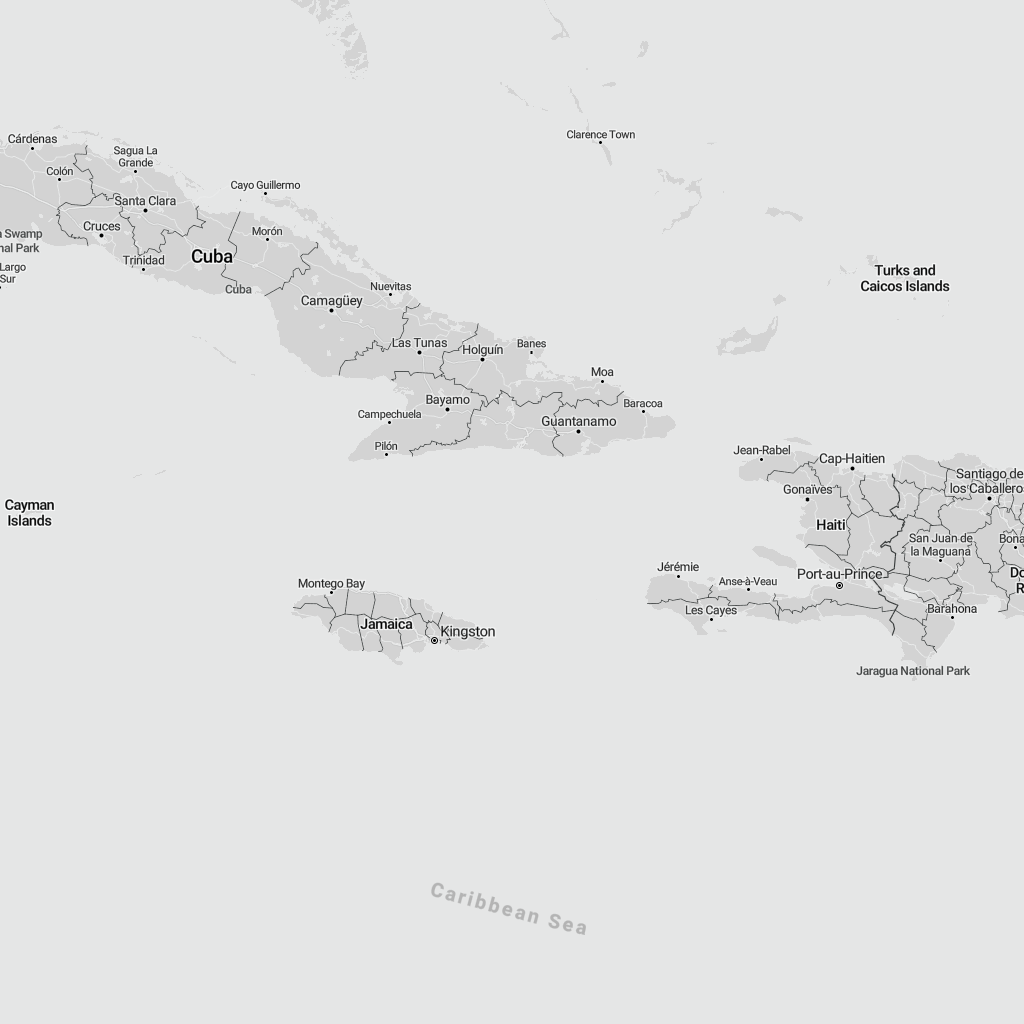 Clarence Town
Cárdenas
Sagua La
Grande
Colón
Cayo Guillermo
Santa Clara
Cruces
Morón
Swamp
nal Park
Cuba
Trinidad
Largo
Sur
Turks and
Caicos Islands
Cuba
Nuevitas
Camagüey
Las Tunas
Holguín
Banes
Moa
Bayamo
Baracoa
Campechuela
Guantanamo
Pilón
Jean-Rabel
Cap-Haitien
Santiago de
los Caballero
Gonaïves
Cayman
Islands
Haiti
San Juan de
la Maguana
Bona
Jérémie
Port-au-Prince
Do
R
Montego Bay
Anse-à-Veau
Les Cayes
Barahona
Jamaica
Kingston
Jaragua National Park
Caribbean Sea